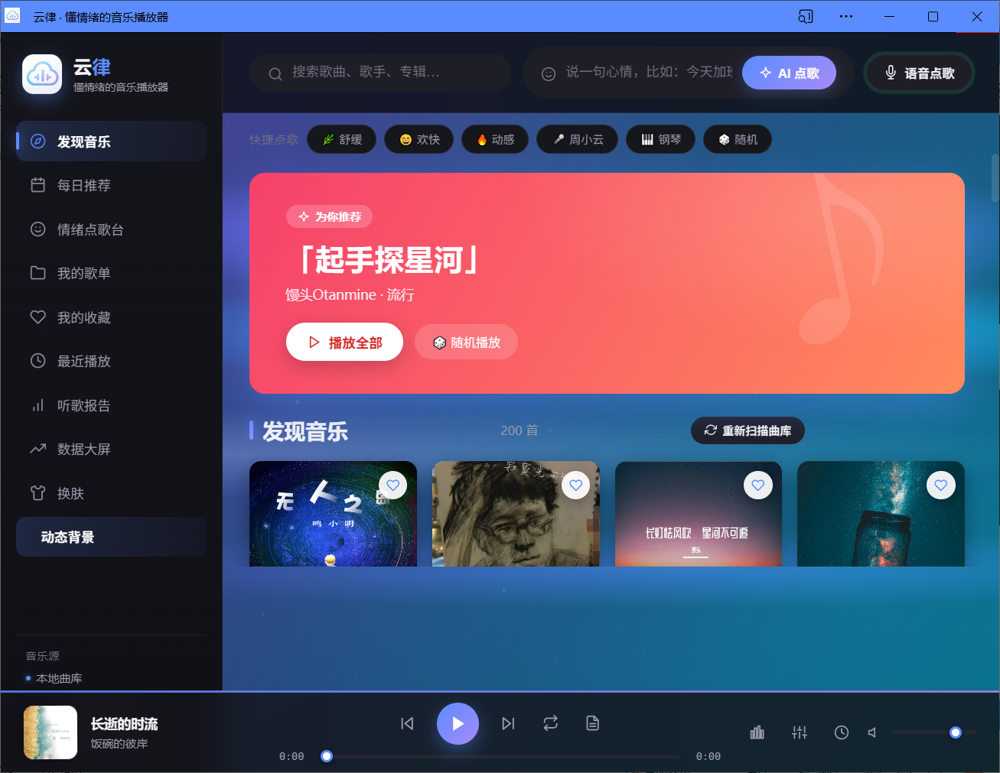 云律 · 懂情绪的音乐播放器
云律
懂情绪的音乐播放器
搜索歌曲、歌手、专辑...
说一句心情，比如：今天加班
AI 点歌
语音点歌
发现音乐
每日推荐
情绪点歌台
我的歌单
我的收藏
最近播放
听歌报告
数据大屏
换肤
动态背景
音乐源
本地曲库
快捷点歌
舒缓
欢快
动感
周小云
钢琴
随机
为你推荐
「起手探星河」
馒头Otanmine · 流行
播放全部
随机播放
发现音乐
200 首
重新扫描曲库
无人之岛
鸣小明
长灯怯风吹 星河不可追
长逝的时流
饭碗的彼岸
0:00
0:00